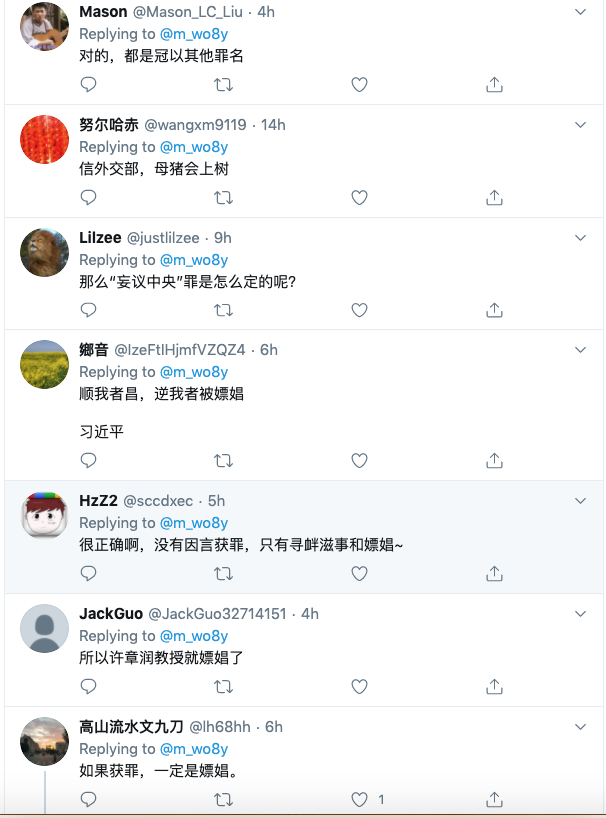 Mason @Mason_LC_Liu · 4h
Replying to @m_wo8y
对的，都是冠以其他罪名
努尔哈赤 @wangxm9119 · 14h
Replying to @m_wo8y
信外交部，母猪会上树
Lilzee @justlilzee · 9h
Replying to @m_wo8y
那么“妄议中央”罪是怎么定的呢?
鄉音 @lzeFtlHjmfVZQZ4 · 6h
Replying to @m_wo8y
顺我者昌，逆我者被嫖娼
习近平
HzZ2 @sccdxec · 5h
Replying to @m_wo8y
很正确啊，没有因言获罪，只有寻衅滋事和嫖娼~
JackGuo @JackGuo32714151 · 4h
Replying to @m_wo8y
所以许章润教授就嫖娼了
高山流水文九刀 @lh68hh · 6h
Replying to @m_wo8y
如果获罪，一定是嫖娼。
1